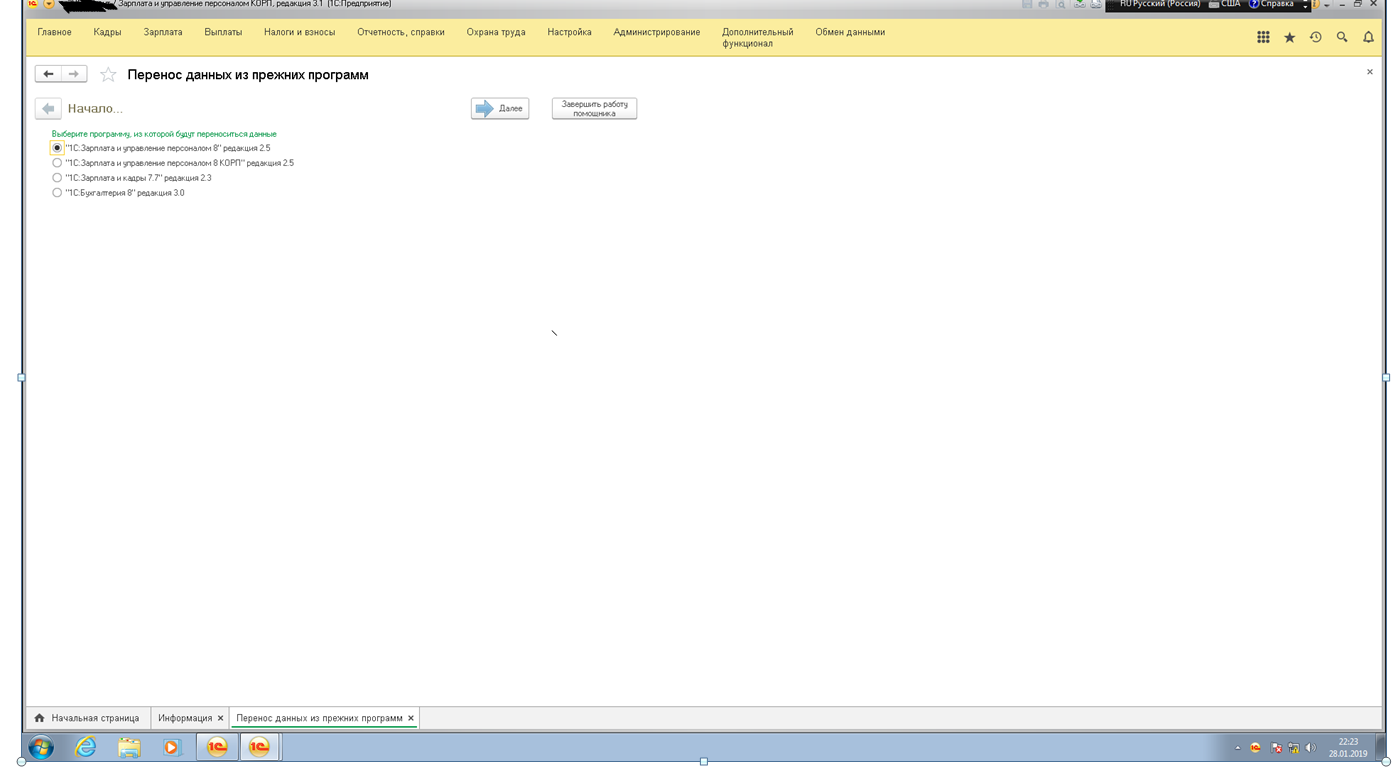 / Зарплата и управление персоналом КОРП, редакция 3.1 (1С:Предприятие)
RU Русский (Россия) США Справка
Главное Кадры Зарплата Выплаты Налоги и взносы Отчетность, справки Охрана труда Настройка Администрирование Дополнительный функционал Обмен данными
Перенос данных из прежних программ
Начало...
Далее
Завершить работу помощника
Выберите программу, из которой будут переноситься данные
"1С:Зарплата и управление персоналом 8" редакция 2.5
"1С:Зарплата и управление персоналом 8 КОРП" редакция 2.5
"1С:Зарплата и кадры 7.7" редакция 2.3
"1С:Бухгалтерия 8" редакция 3.0
Начальная страница Информация Перенос данных из прежних программ
22:23
28.01.2019